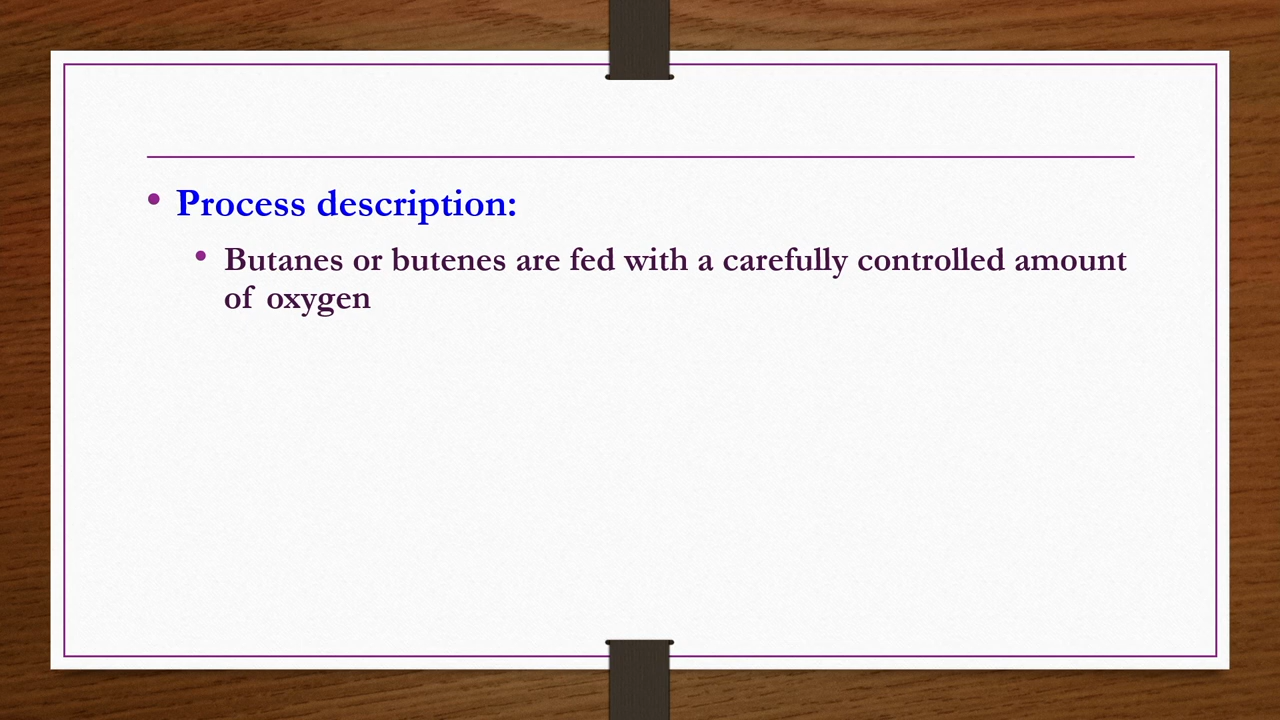 • Process description:
• Butanes or butenes are fed with a carefully controlled amount
of oxygen